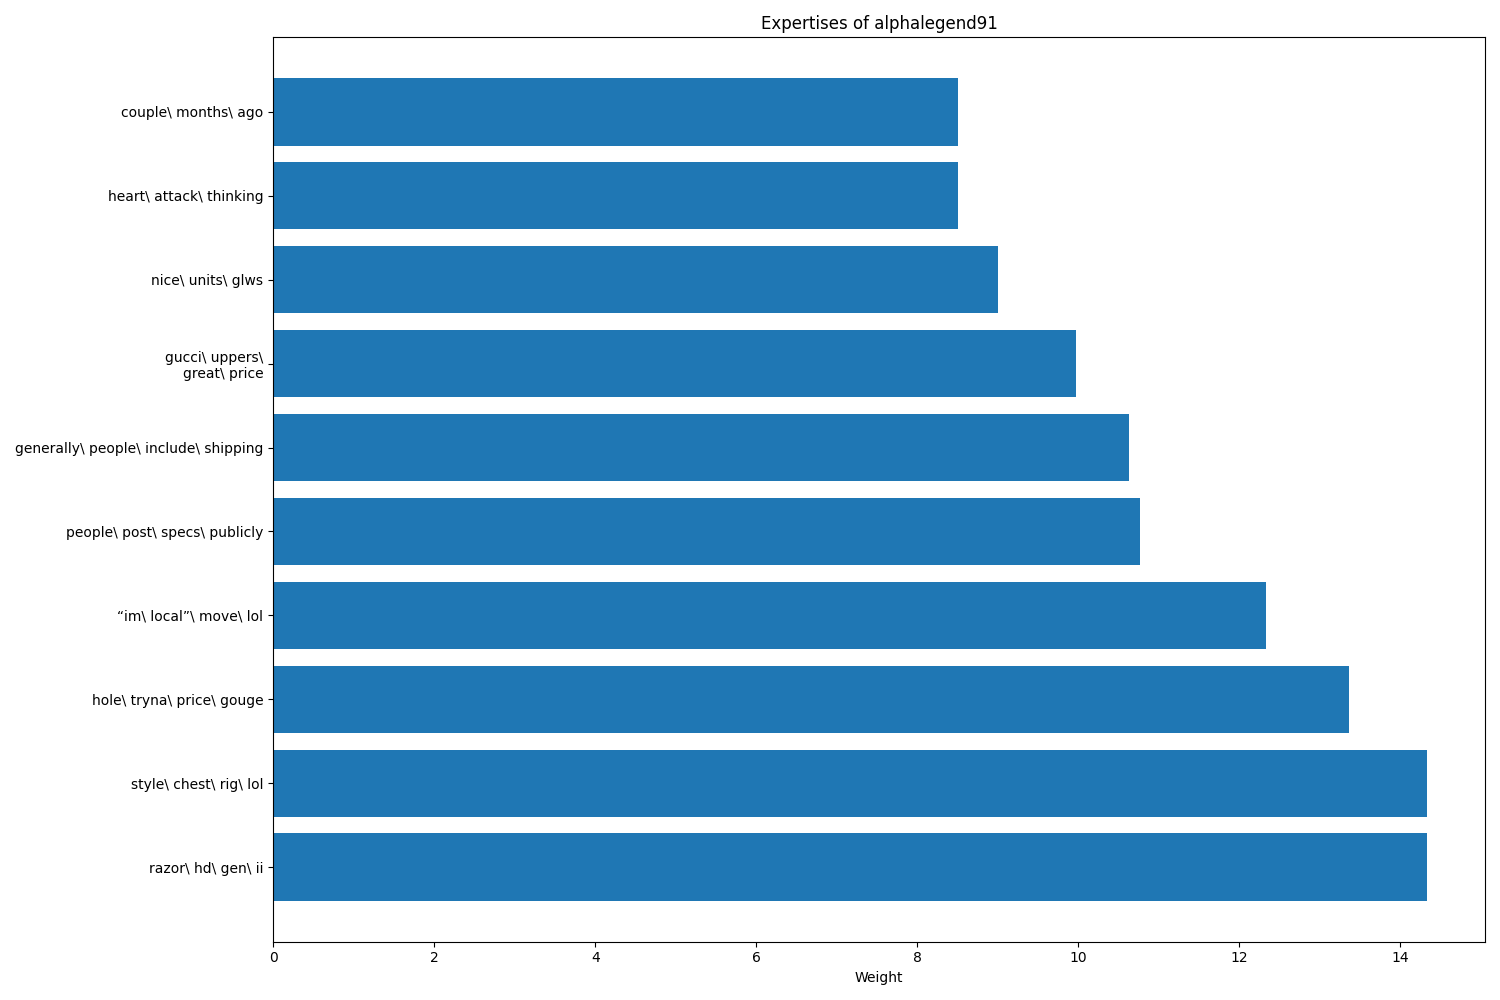 Expertises of alphalegend91
couple\ months\ ago
heart\ attack\ thinking
nice\ units\ glws
gucci\ uppers\
great\ price
generally\ people\ include\ shipping
people\ post\ specs\ publicly
“im\ local”\ move\ lol
hole\ tryna\ price\ gouge
style\ chest\ rig\ lol
razor\ hd\ gen\ ii
0 2 4 6 8 10 12 14
Weight